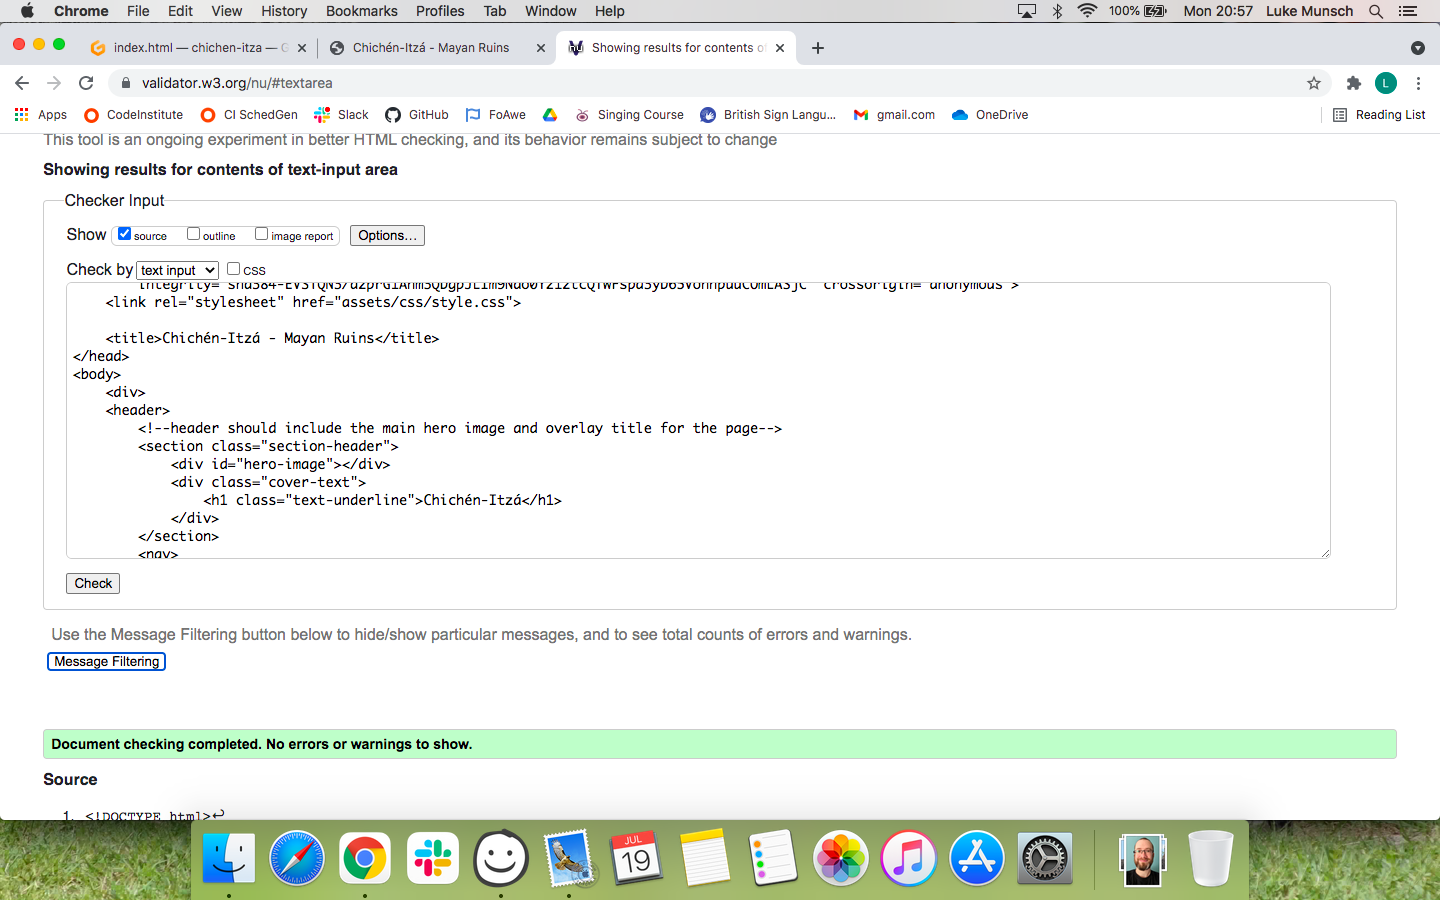 Chrome File Edit View History Bookmarks Profiles Tab Window Help 100% Mon 20:57 Luke Munsch
index.html — chichen-itza — G Chichén-Itzá - Mayan Ruins Showing results for contents of
validator.w3.org/nu/#textarea L
Apps CodeInstitute CI SchedGen Slack GitHub FoAwe Singing Course British Sign Langu... gmail.com OneDrive Reading List
This tool is an ongoing experiment in better HTML checking, and its behavior remains subject to change
Showing results for contents of text-input area
Checker Input
Show source outline image report Options...
Check by text input css
crossorigin="anonymous">
<link rel="stylesheet" href="assets/css/style.css">
<title>Chichén-Itzá - Mayan Ruins</title>
</head>
<body>
<div>
<header>
<!--header should include the main hero image and overlay title for the page-->
<section class="section-header">
<div id="hero-image"></div>
<div class="cover-text">
<h1 class="text-underline">Chichén-Itzá</h1>
</div>
</section>
<nav>
Check
Use the Message Filtering button below to hide/show particular messages, and to see total counts of errors and warnings.
Message Filtering
Document checking completed. No errors or warnings to show.
Source
1. <!DOCTYPE html>↩
JUL
19